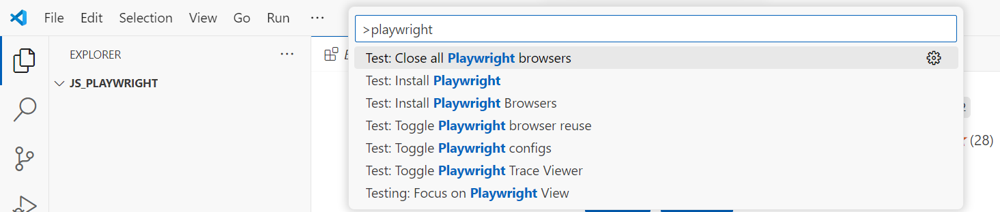 File Edit Selection View Go Run ···
>playwright
EXPLORER ···
JS_PLAYWRIGHT
Test: Close all Playwright browsers
Test: Install Playwright
Test: Install Playwright Browsers
Test: Toggle Playwright browser reuse
Test: Toggle Playwright configs
Test: Toggle Playwright Trace Viewer
Testing: Focus on Playwright View
(28)